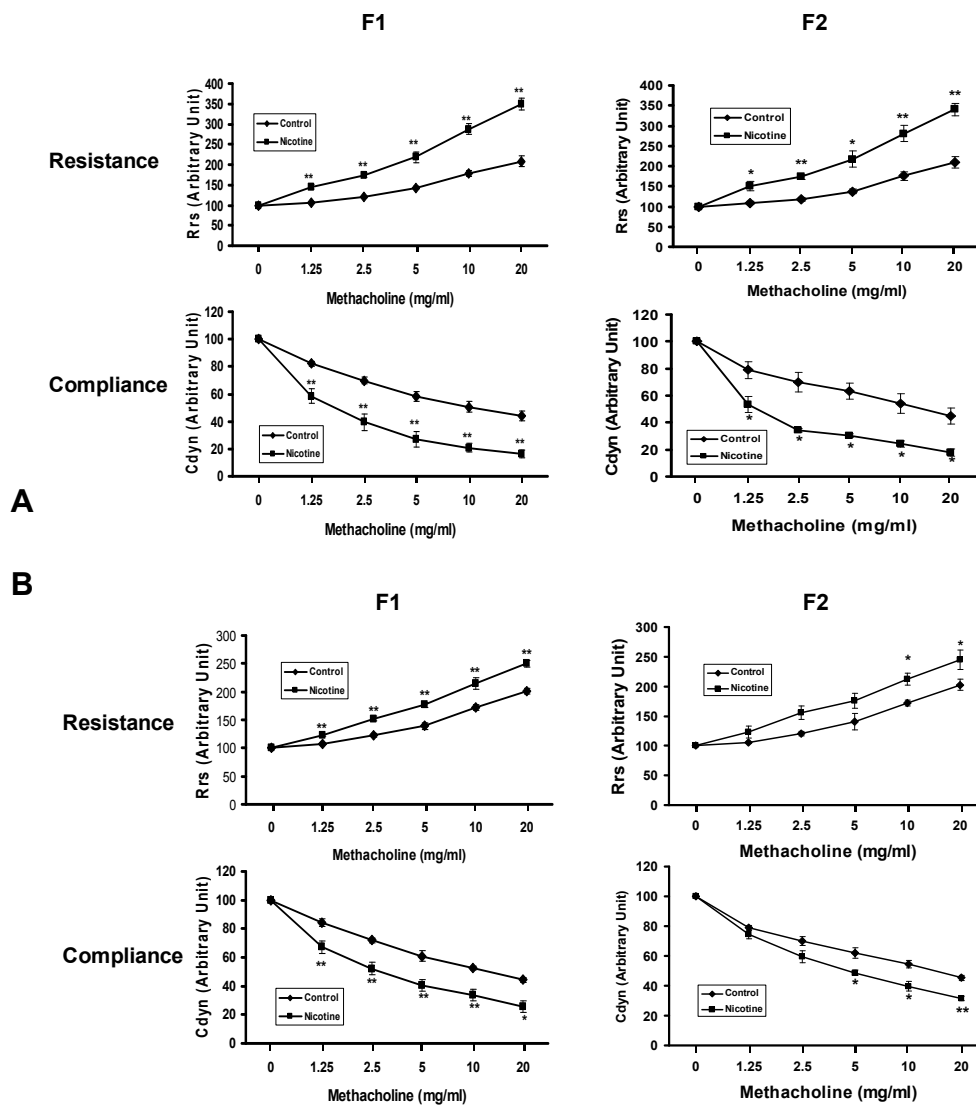 F1
F2
Resistance
Rrs (Arbitrary Unit)
400
350
300
250
200
150
100
50
0
Control
Nicotine
**
**
**
**
**
0 1.25 2.5 5 10 20
Methacholine (mg/ml)
Rrs (Arbitrary Unit)
400
350
300
250
200
150
100
50
0
Control
Nicotine
*
**
*
**
**
0 1.25 2.5 5 10 20
Methacholine (mg/ml)
Compliance
Cdyn (Arbitrary Unit)
120
100
80
60
40
20
0
Control
Nicotine
**
**
**
**
**
0 1.25 2.5 5 10 20
Methacholine (mg/ml)
Cdyn (Arbitrary Unit)
120
100
80
60
40
20
0
Control
Nicotine
*
*
*
*
*
0 1.25 2.5 5 10 20
Methacholine (mg/ml)
A
B
F1
F2
Resistance
Rrs (Arbitrary Unit)
300
250
200
150
100
50
0
Control
Nicotine
**
**
**
**
**
0 1.25 2.5 5 10 20
Methacholine (mg/ml)
Rrs (Arbitrary Unit)
300
250
200
150
100
50
0
Control
Nicotine
*
*
0 1.25 2.5 5 10 20
Methacholine (mg/ml)
Compliance
Cdyn (Arbitrary Unit)
120
100
80
60
40
20
0
Control
Nicotine
**
**
**
**
*
0 1.25 2.5 5 10 20
Methacholine (mg/ml)
Cdyn (Arbitrary Unit)
120
100
80
60
40
20
0
Control
Nicotine
*
*
**
0 1.25 2.5 5 10 20
Methacholine (mg/ml)